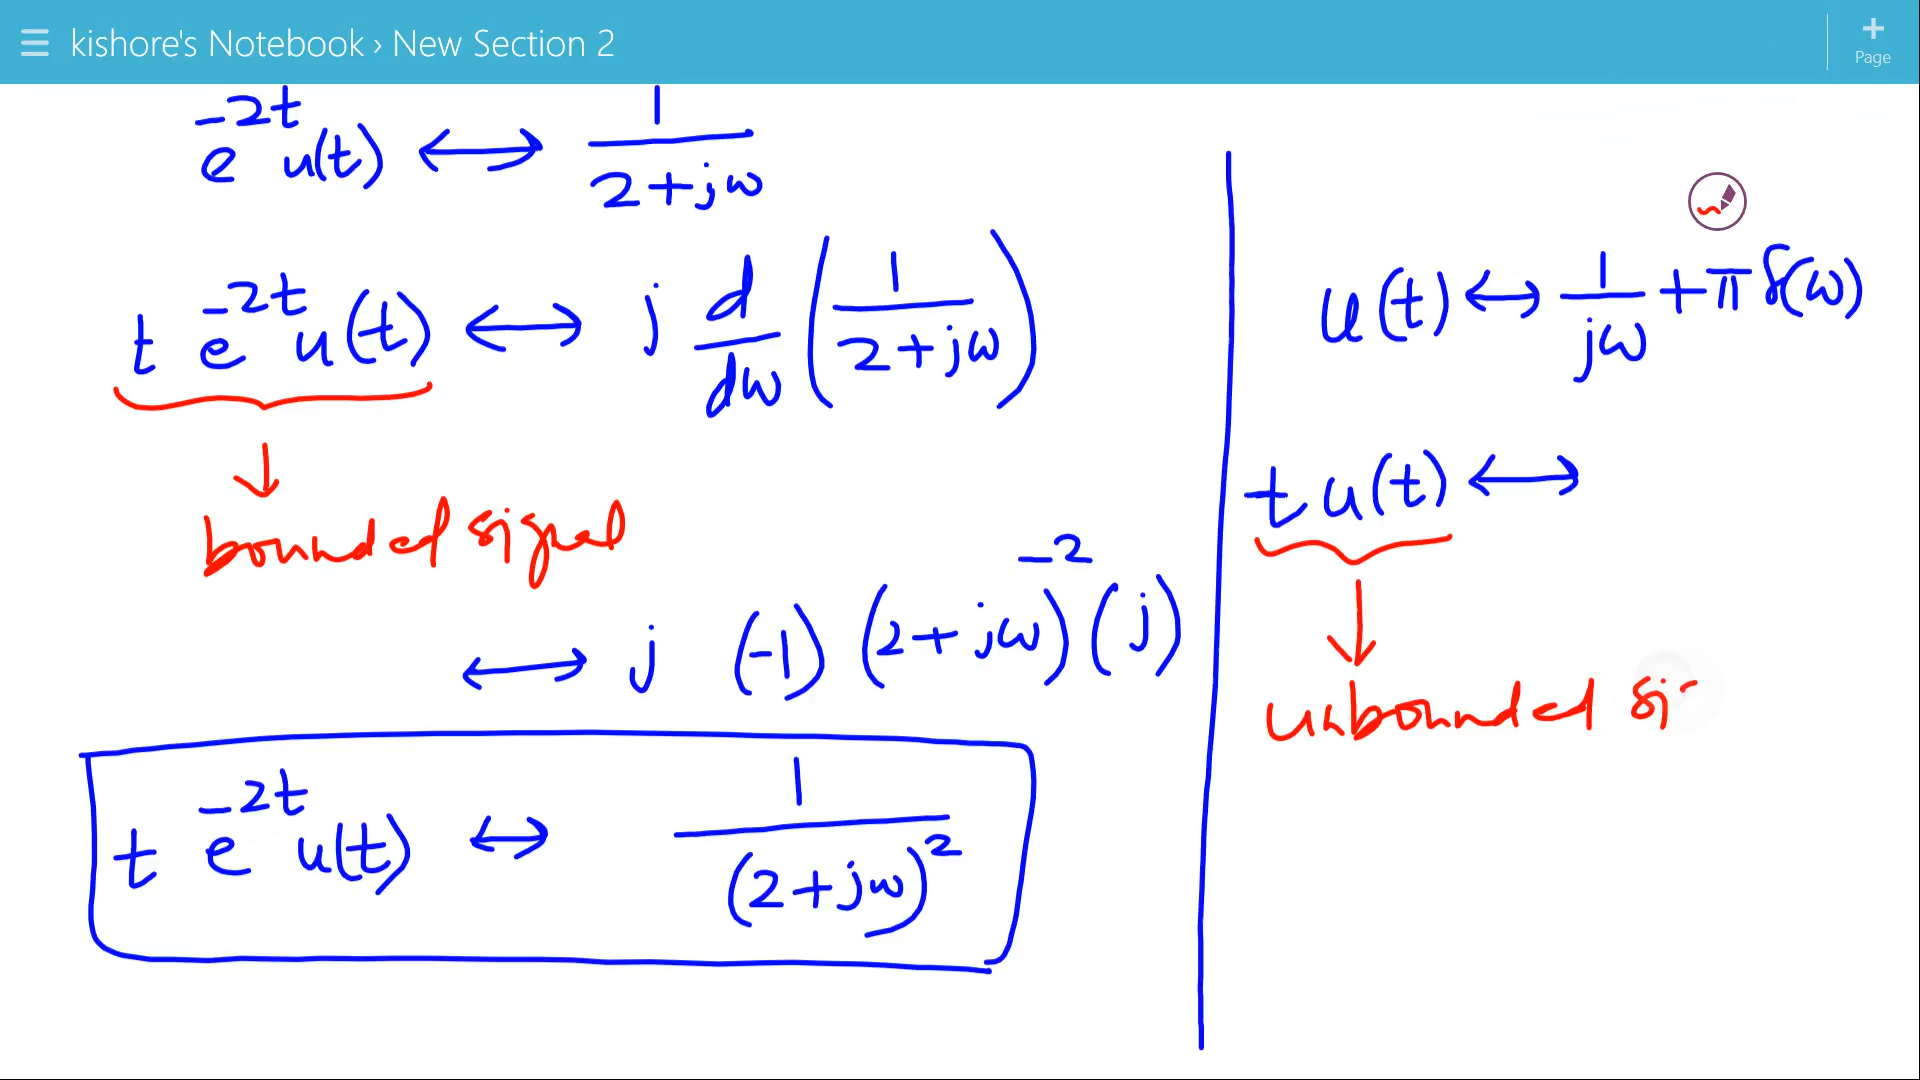 kishore's Notebook › New Section 2
+ Page
e^{-2t} u(t) ↔ 1/(2+jω)
t e^{-2t} u(t) ↔ j d/dω (1/(2+jω))
bounded signal
↔ j (-1) (2+jω)^{-2} (j)
t e^{-2t} u(t) ↔ 1/(2+jω)^2
u(t) ↔ 1/jω + π δ(ω)
t u(t) ↔
unbounded si